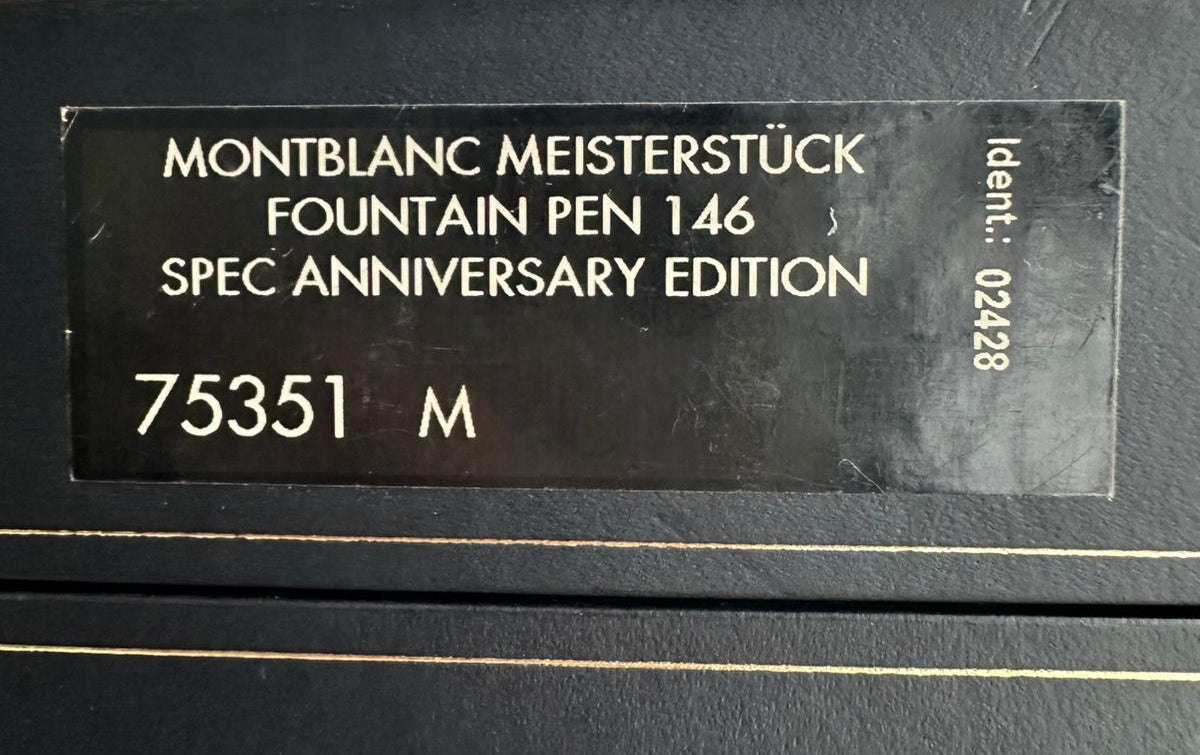 MONTBLANC MEISTERSTÜCK
FOUNTAIN PEN 146
SPEC ANNIVERSARY EDITION
75351 M
Ident.: 02428